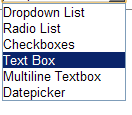 Dropdown List
Radio List
Checkboxes
Text Box
Multiline Textbox
Datepicker